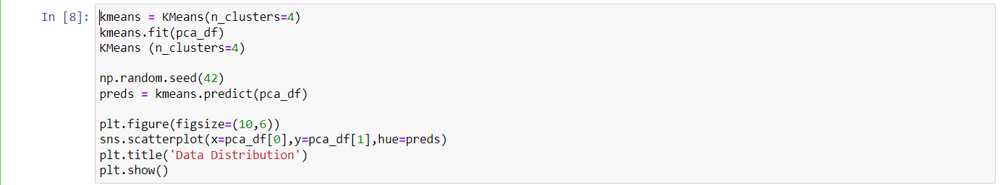 In [8]: kmeans = KMeans(n_clusters=4)
kmeans.fit(pca_df)
KMeans (n_clusters=4)
np.random.seed(42)
preds = kmeans.predict(pca_df)
plt.figure(figsize=(10,6))
sns.scatterplot(x=pca_df[0],y=pca_df[1],hue=preds)
plt.title('Data Distribution')
plt.show()